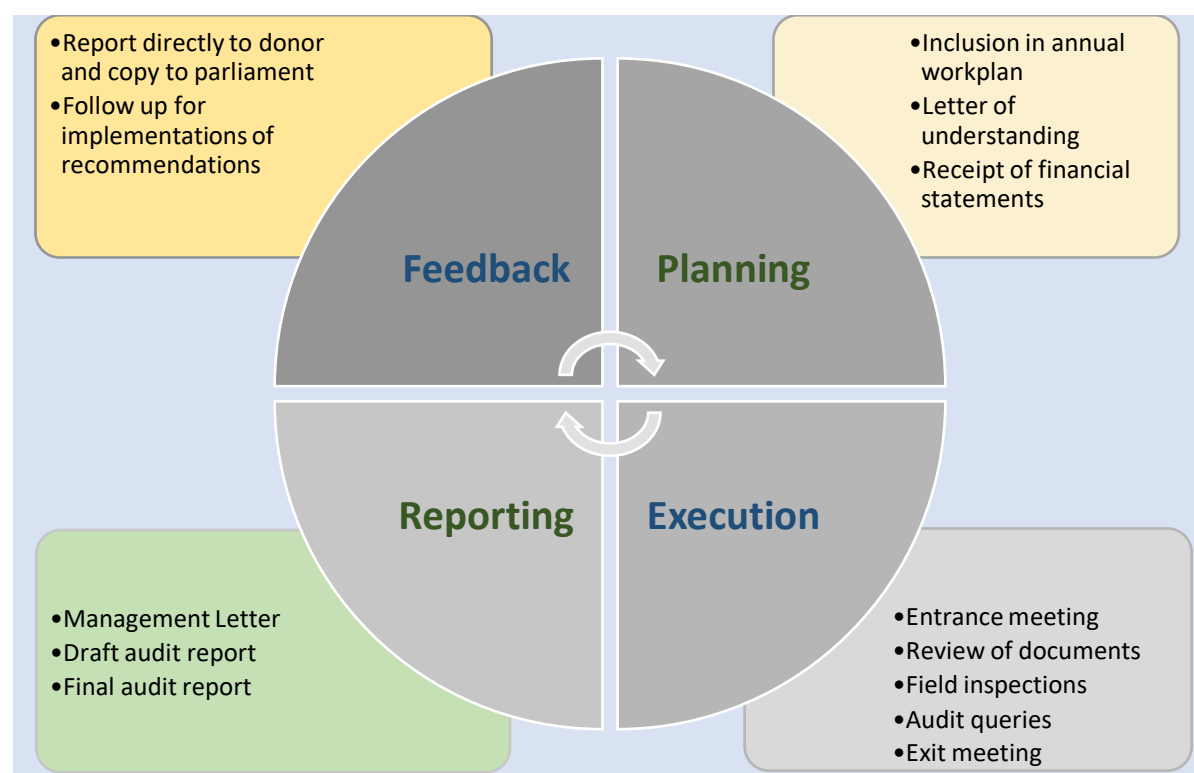 •Report directly to donor
and copy to parliament
•Follow up for
implementations of
recommendations
•Inclusion in annual
workplan
•Letter of
understanding
•Receipt of financial
statements
Feedback
Planning
Reporting
Execution
•Management Letter
•Draft audit report
•Final audit report
•Entrance meeting
•Review of documents
•Field inspections
•Audit queries
•Exit meeting